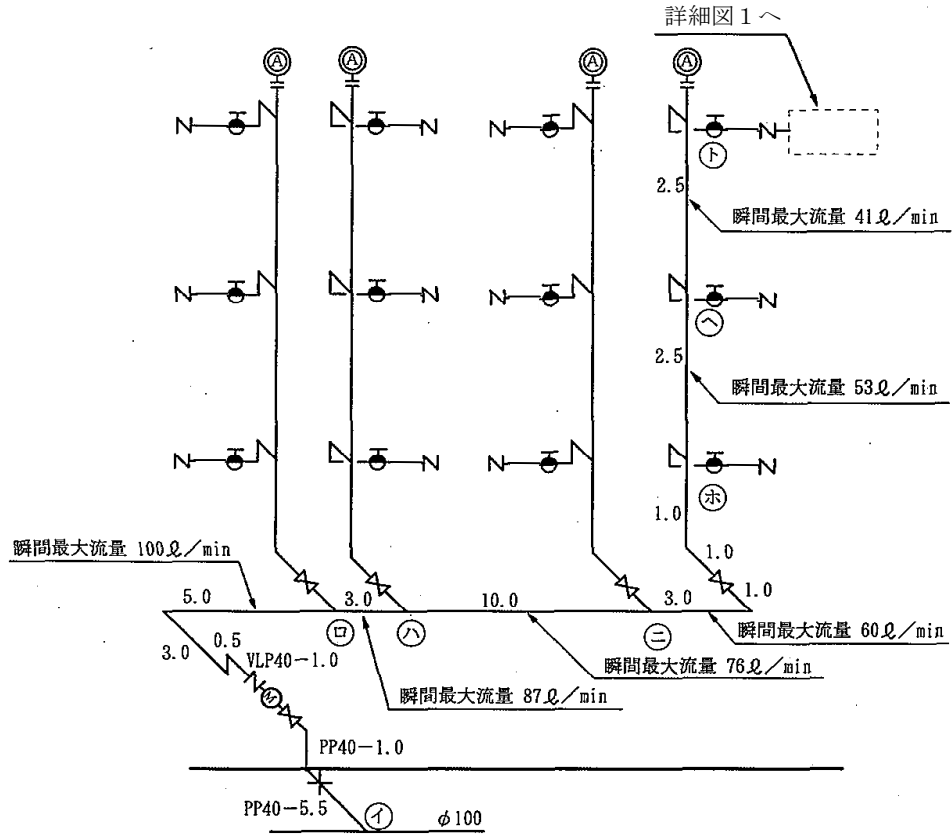 詳細図1へ
A A A A
ト
2.5
瞬間最大流量 41ℓ/min
ヘ
2.5
瞬間最大流量 53ℓ/min
ホ
1.0
瞬間最大流量 100ℓ/min
1.0
5.0
3.0
10.0
3.0
1.0
ロ
ハ
ニ
瞬間最大流量 60ℓ/min
3.0
0.5
VLP40-1.0
瞬間最大流量 76ℓ/min
M
瞬間最大流量 87ℓ/min
PP40-1.0
PP40-5.5
イ
φ100